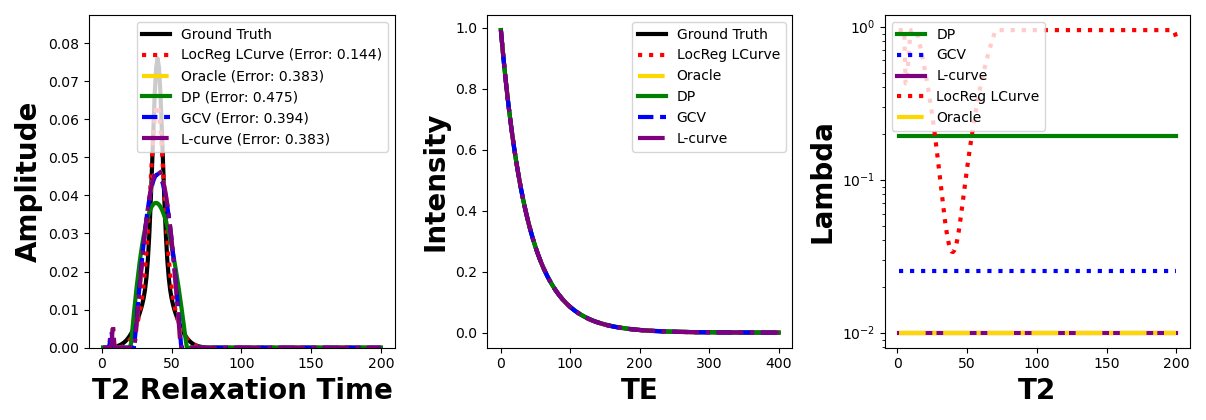 Amplitude
0.08
0.07
0.06
0.05
0.04
0.03
0.02
0.01
0.00
0
50
100
150
200
T2 Relaxation Time
Ground Truth
LocReg LCurve (Error: 0.144)
Oracle (Error: 0.383)
DP (Error: 0.475)
GCV (Error: 0.394)
L-curve (Error: 0.383)
Intensity
1.0
0.8
0.6
0.4
0.2
0.0
0
100
200
300
400
TE
Ground Truth
LocReg LCurve
Oracle
DP
GCV
L-curve
Lambda
10⁰
10⁻¹
10⁻²
0
50
100
150
200
T2
DP
GCV
L-curve
LocReg LCurve
Oracle